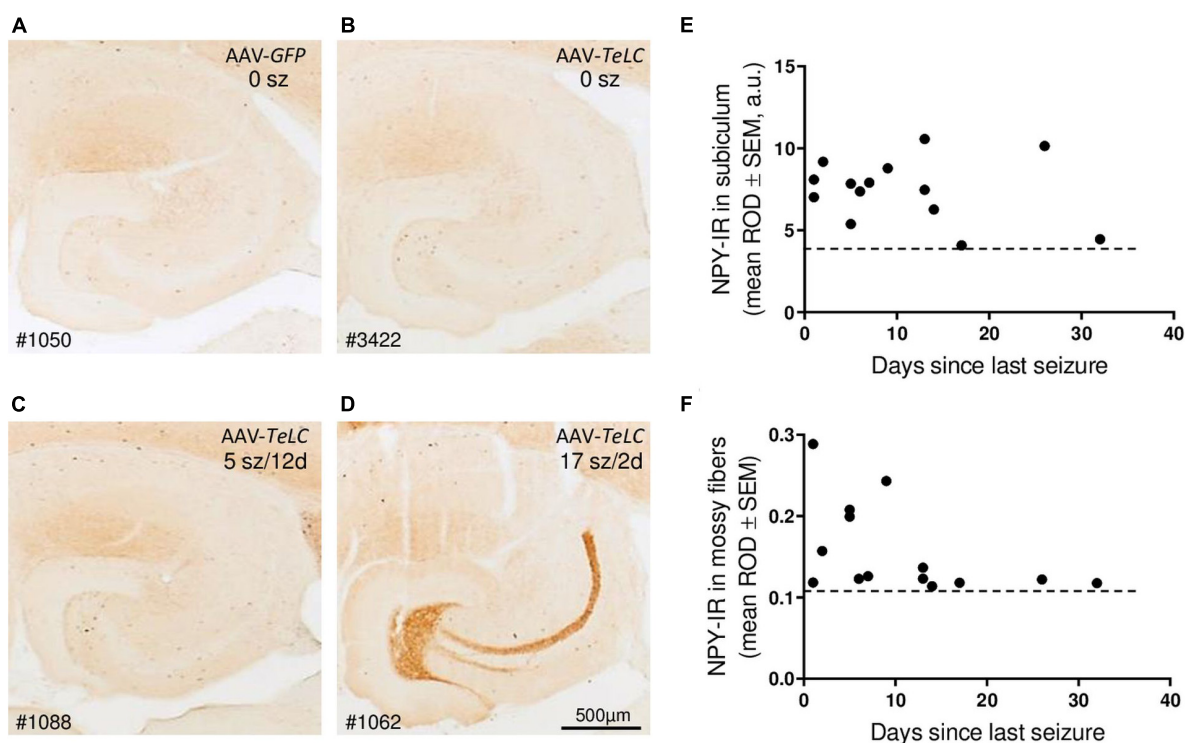 A
AAV-GFP
0 sz
#1050
B
AAV-TeLC
0 sz
#3422
C
AAV-TeLC
5 sz/12d
#1088
D
AAV-TeLC
17 sz/2d
#1062
500µm
E
NPY-IR in subiculum
(mean ROD ± SEM, a.u.)
15
10
5
0
0 10 20 30 40
Days since last seizure
F
NPY-IR in mossy fibers
(mean ROD ± SEM)
0.3
0.2
0.1
0.0
0 10 20 30 40
Days since last seizure